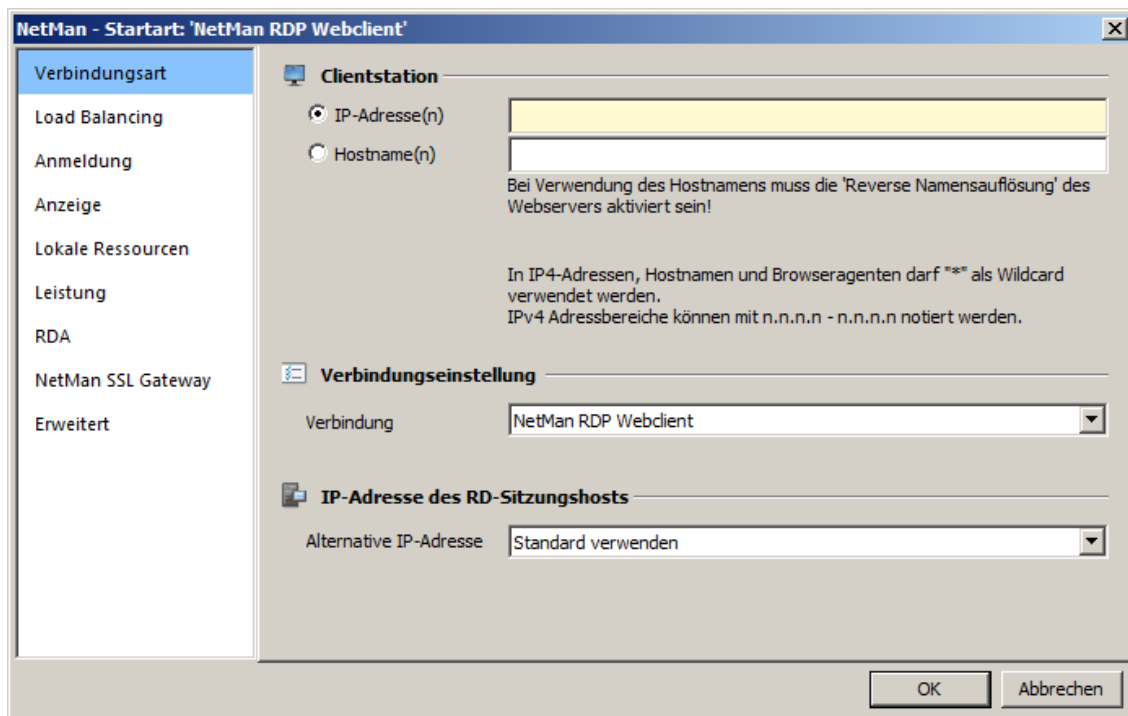 NetMan - Startart: 'NetMan RDP Webclient'
Verbindungsart
Load Balancing
Anmeldung
Anzeige
Lokale Ressourcen
Leistung
RDA
NetMan SSL Gateway
Erweitert
Clientstation
IP-Adresse(n)
Hostname(n)
Bei Verwendung des Hostnamens muss die 'Reverse Namensauflösung' des
Webservers aktiviert sein!
In IP4-Adressen, Hostnamen und Browseragenten darf "*" als Wildcard
verwendet werden.
IPv4 Adressbereiche können mit n.n.n.n - n.n.n.n notiert werden.
Verbindungseinstellung
Verbindung
NetMan RDP Webclient
IP-Adresse des RD-Sitzungshosts
Alternative IP-Adresse
Standard verwenden
OK
Abbrechen